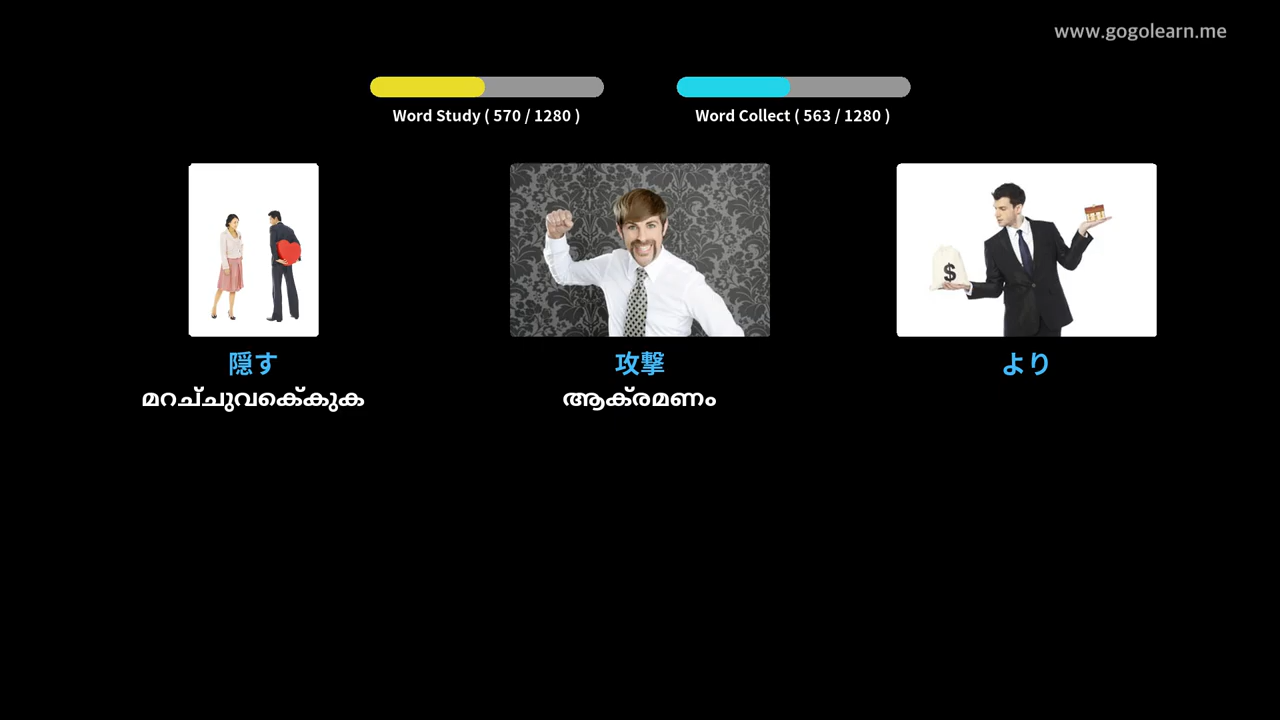 www.gogolearn.me
Word Study ( 570 / 1280 )
Word Collect ( 563 / 1280 )
$
隠す
攻撃
より
മറച്ചുവക്കെുക
ആക്രമണം